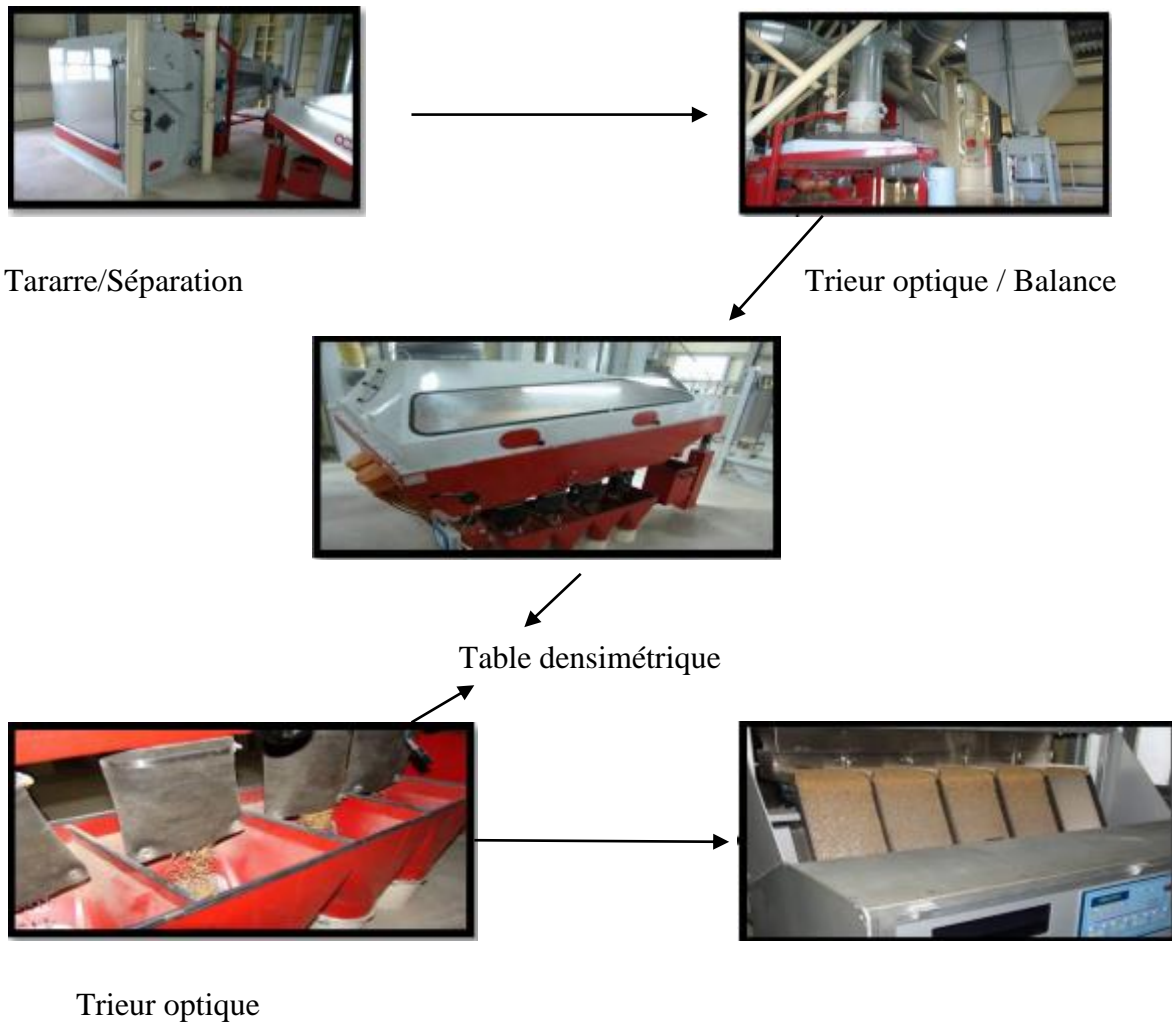 Tararre/Séparation
Trieur optique / Balance
Table densimétrique
Trieur optique